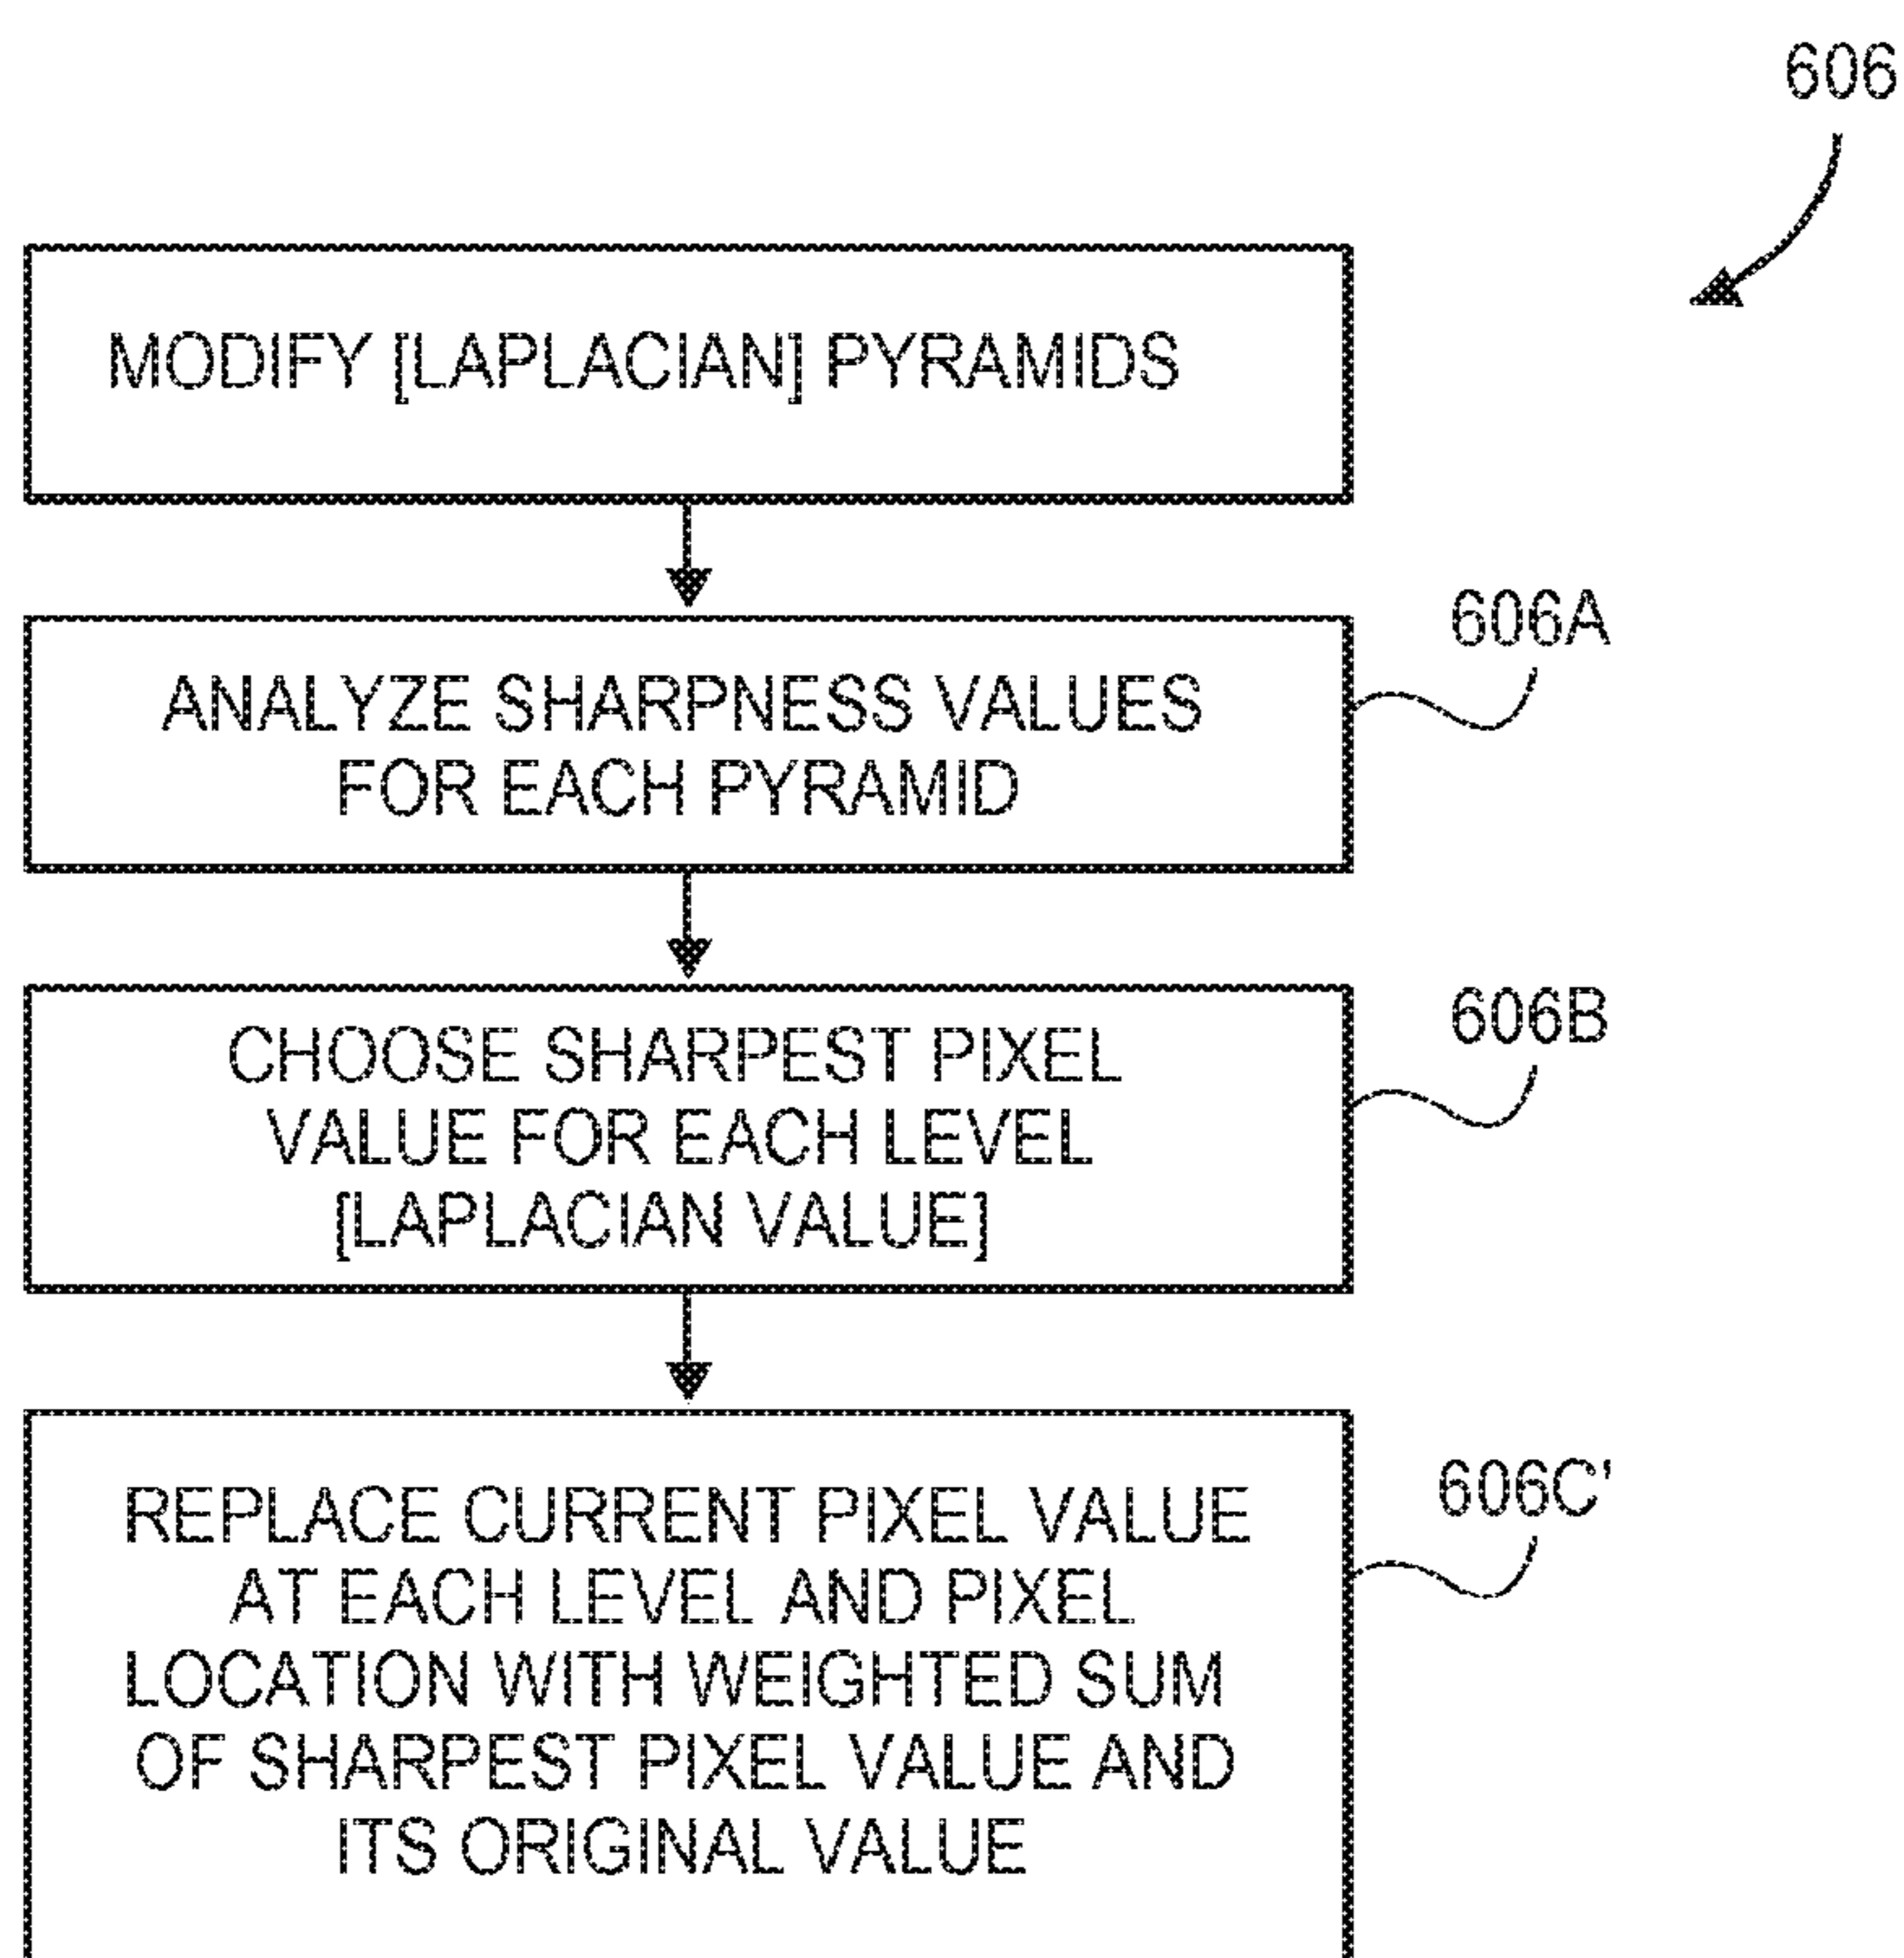 606
MODIFY [LAPLACIAN] PYRAMIDS
606A
ANALYZE SHARPNESS VALUES
FOR EACH PYRAMID
606B
CHOOSE SHARPEST PIXEL
VALUE FOR EACH LEVEL
[LAPLACIAN VALUE]
606C'
REPLACE CURRENT PIXEL VALUE
AT EACH LEVEL AND PIXEL
LOCATION WITH WEIGHTED SUM
OF SHARPEST PIXEL VALUE AND
ITS ORIGINAL VALUE